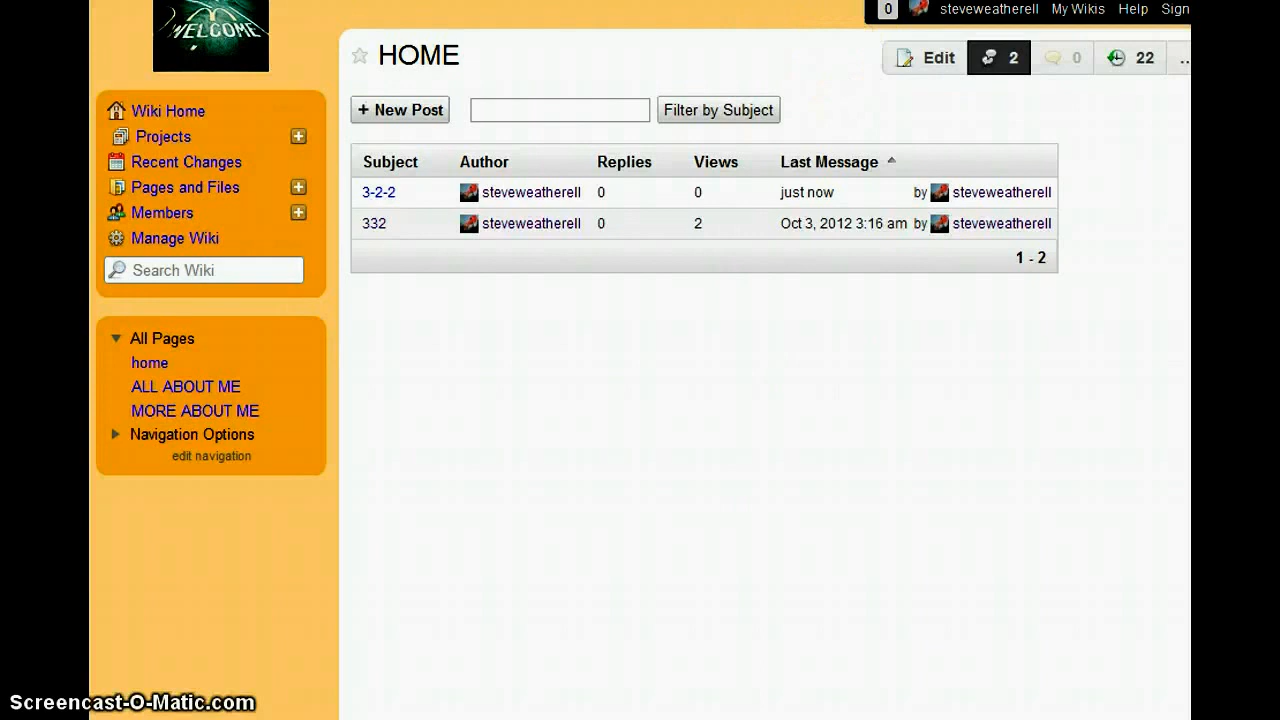 0 steveweatherell My Wikis Help Sign
WELCOME
HOME
Edit 2 0 22 ..
Wiki Home
Projects
Recent Changes
Pages and Files
Members
Manage Wiki
Search Wiki
All Pages
home
ALL ABOUT ME
MORE ABOUT ME
Navigation Options
edit navigation
+ New Post Filter by Subject
Subject Author Replies Views Last Message
3-2-2 steveweatherell 0 0 just now by steveweatherell
332 steveweatherell 0 2 Oct 3, 2012 3:16 am by steveweatherell
1 - 2
Screencast-O-Matic.com